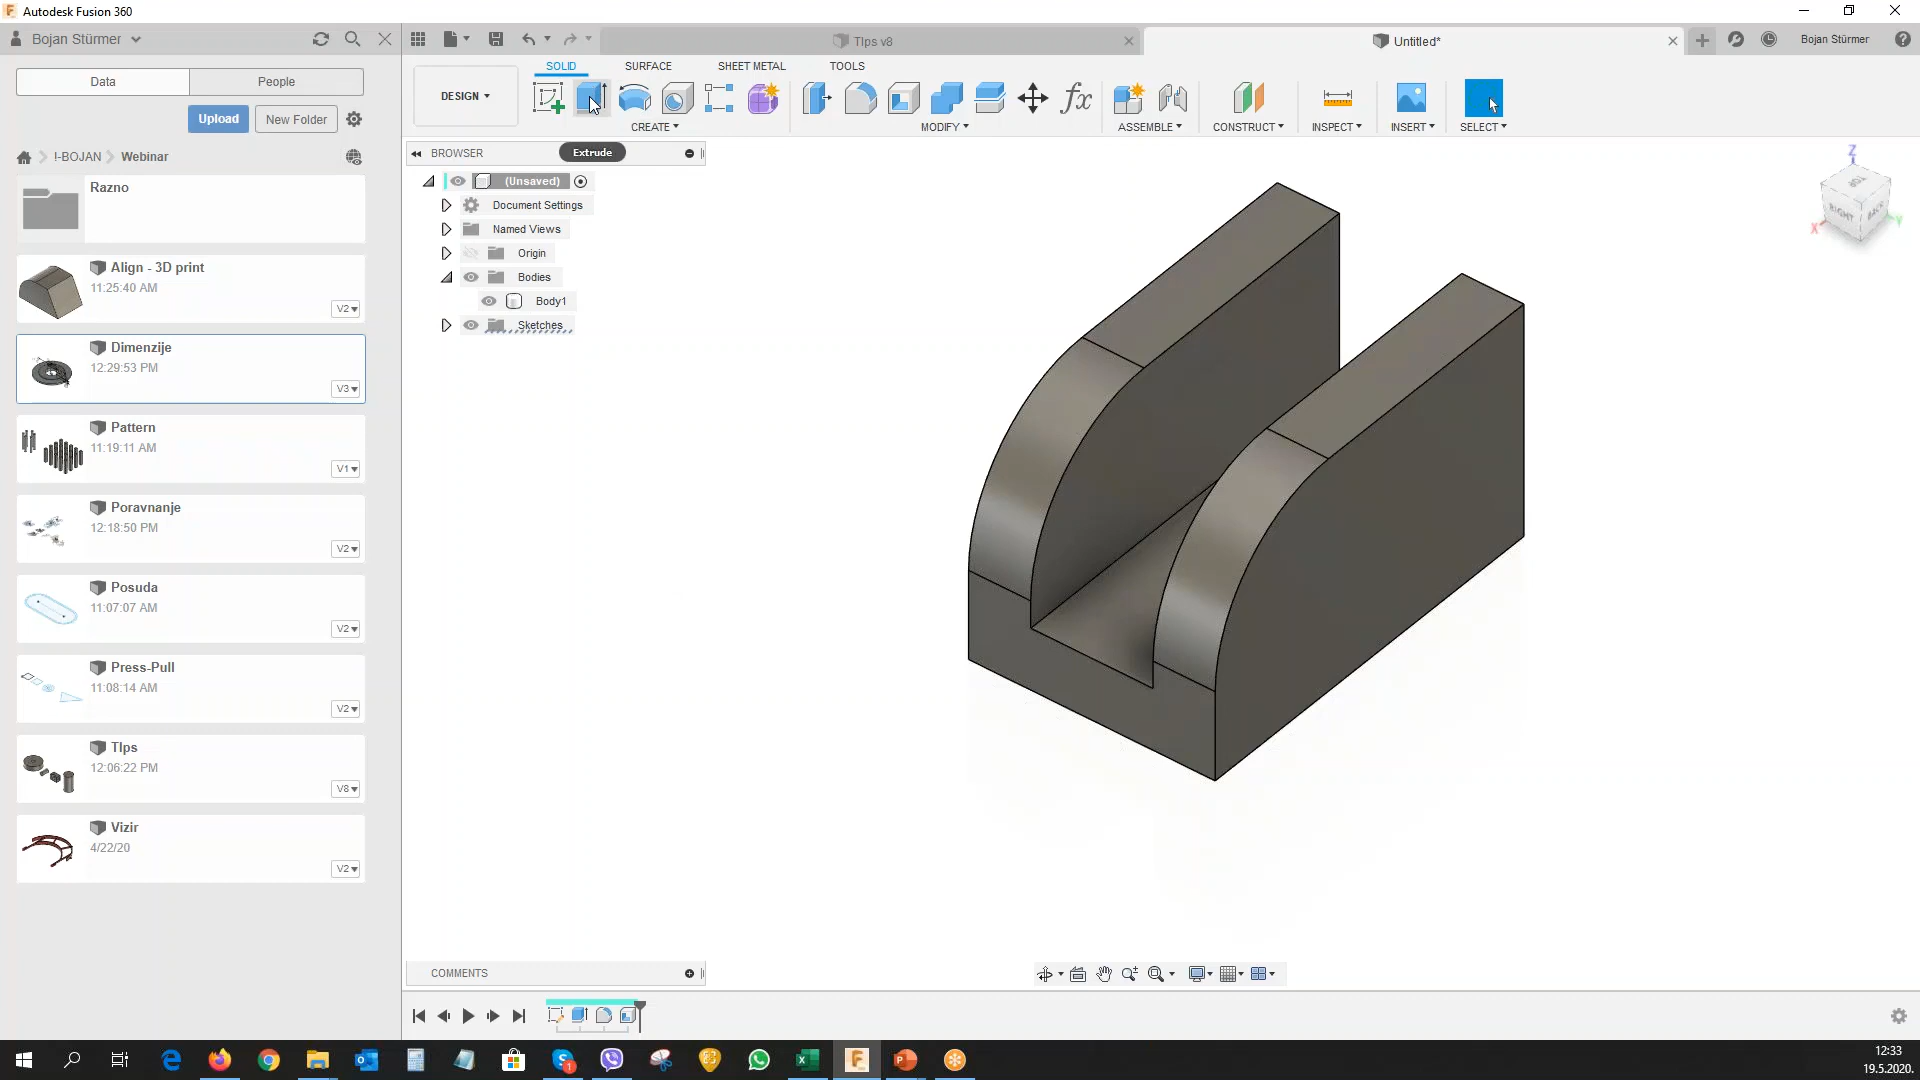 Autodesk Fusion 360
Bojan Stürmer
TIps v8
Untitled*
Bojan Stürmer
Data
People
Upload
New Folder
!-BOJAN
Webinar
Razno
Align - 3D print
11:25:40 AM
V2
Dimenzije
12:29:53 PM
V3
Pattern
11:19:11 AM
V1
Poravnanje
12:18:50 PM
V2
Posuda
11:07:07 AM
V2
Press-Pull
11:08:14 AM
V2
TIps
12:06:22 PM
V8
Vizir
4/22/20
V2
SOLID
SURFACE
SHEET METAL
TOOLS
DESIGN
fx
CREATE
MODIFY
ASSEMBLE
CONSTRUCT
INSPECT
INSERT
SELECT
BROWSER
Extrude
(Unsaved)
Document Settings
Named Views
Origin
Bodies
Body1
Sketches
Z
TOP
RIGHT
BACK
X
Y
COMMENTS
12:33
19.5.2020.